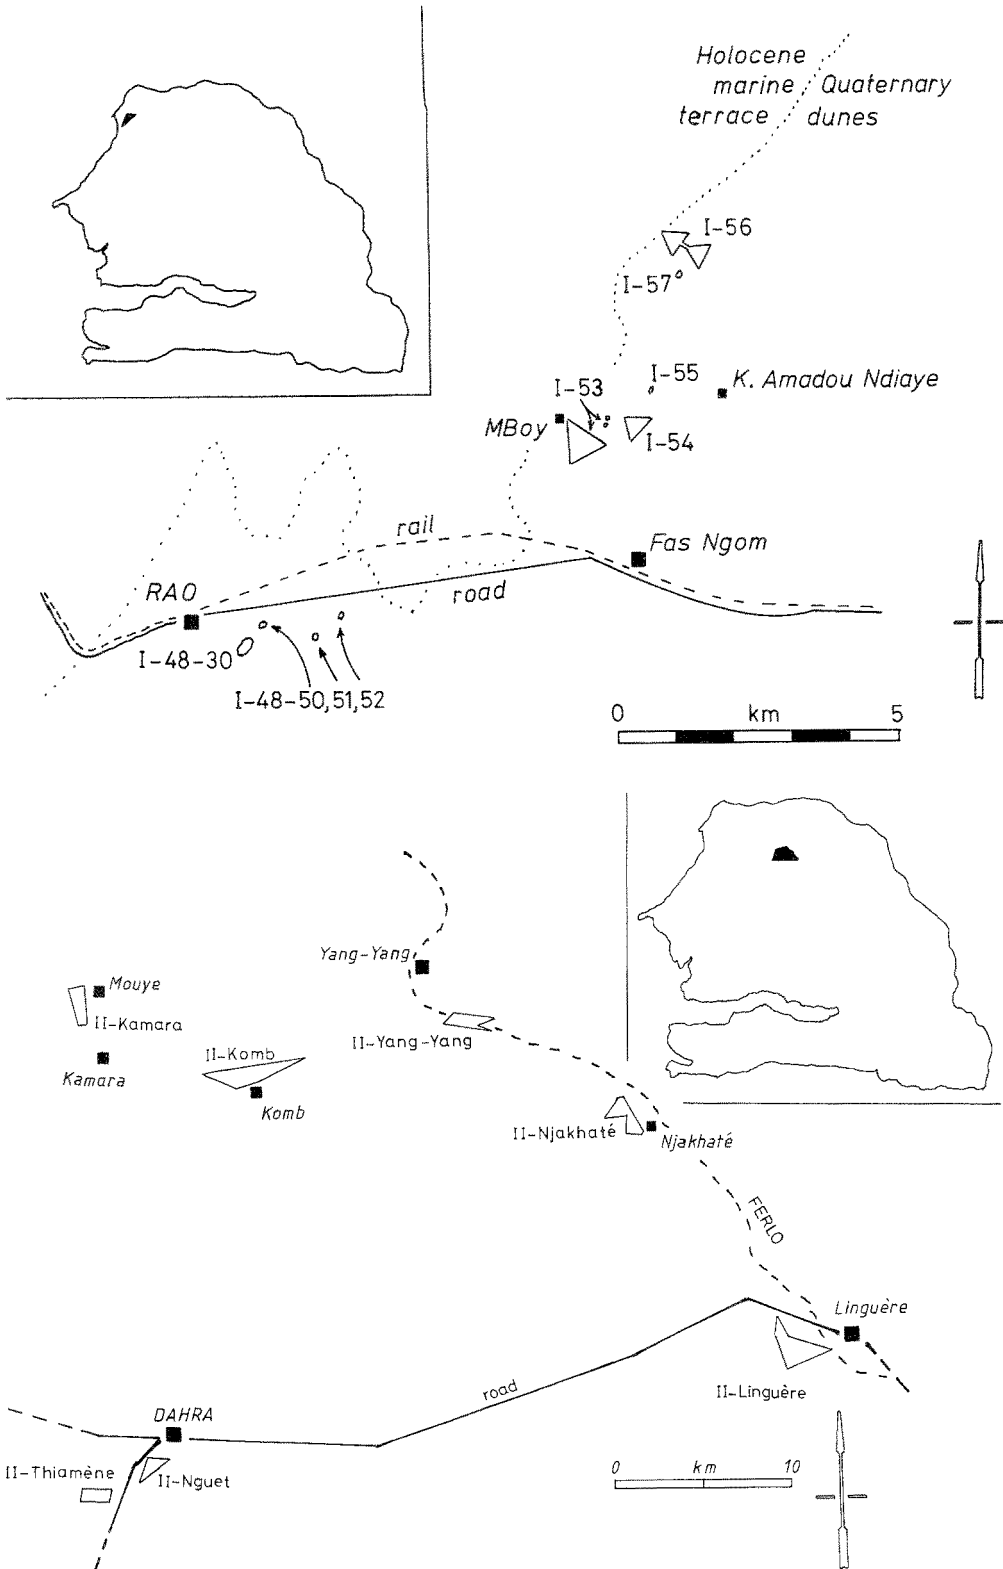 Holocene
marine Quaternary
terrace dunes
I-56
I-57
I-55
K. Amadou Ndiaye
I-53
MBoy
I-54
rail
Fas Ngom
RAO
road
I-48-30
I-48-50,51,52
0 km 5
Yang-Yang
Mouye
II-Kamara
II-Yang-Yang
II-Komb
Kamara
Komb
II-Njakhaté
Njakhaté
FERLO
Linguère
II-Linguère
road
DAHRA
II-Thiamène
II-Nguet
0 km 10